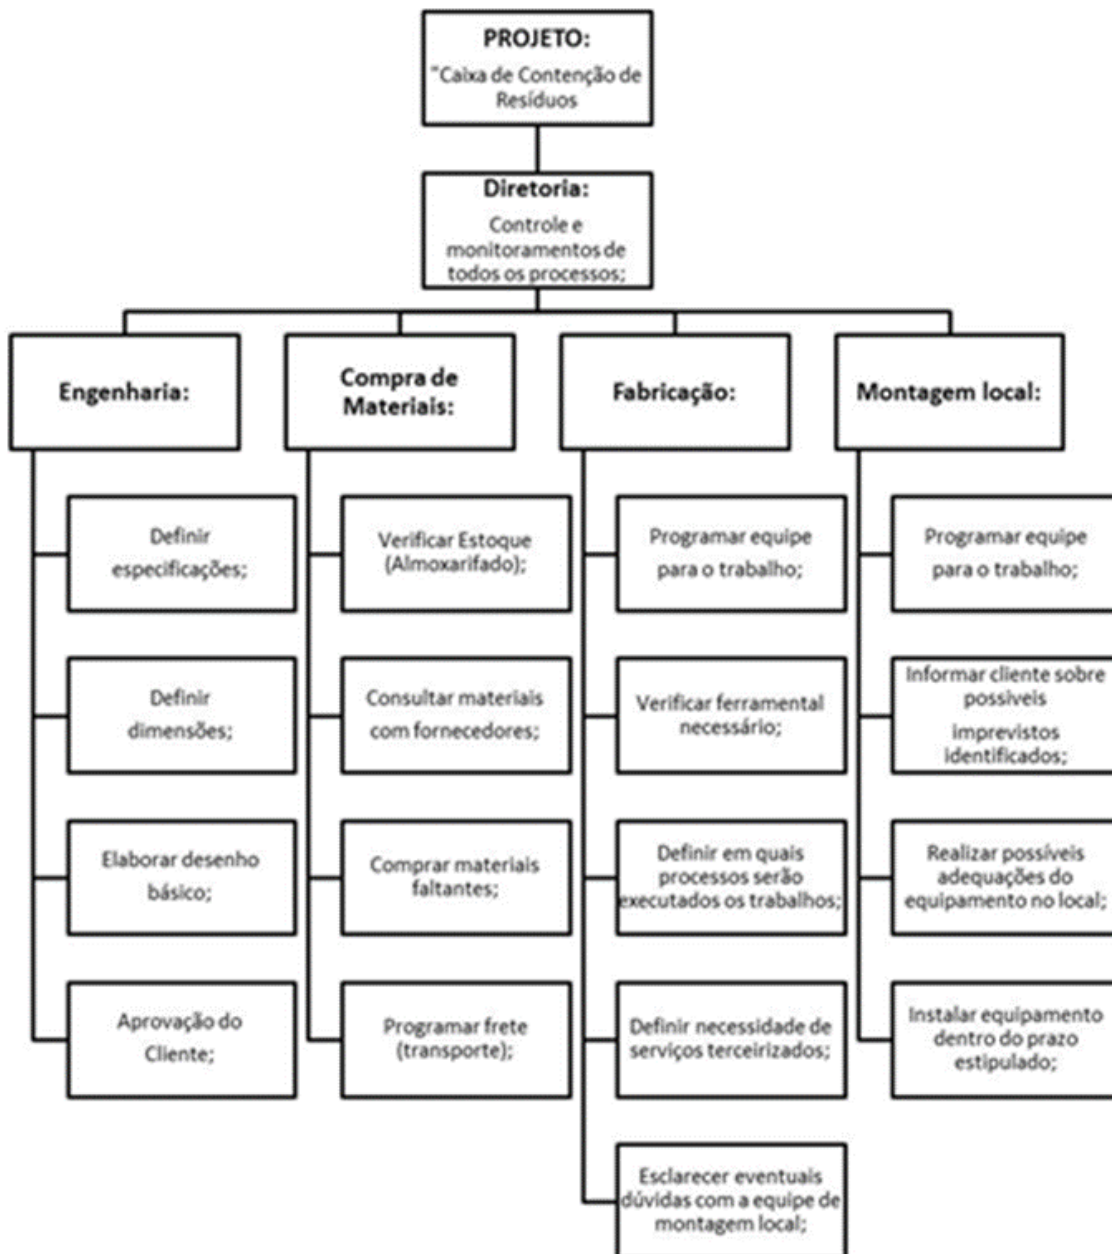 PROJETO:
"Caixa de Contenção de
Resíduos
Diretoria:
Controle e
monitoramentos de
todos os processos;
Engenharia:
Definir
especificações;
Definir
dimensões;
Elaborar desenho
básico;
Aprovação do
Cliente;
Compra de
Materiais:
Verificar Estoque
(Almoxarifado);
Consultar materiais
com fornecedores;
Comprar materiais
faltantes;
Programar frete
(transporte);
Fabricação:
Programar equipe
para o trabalho;
Verificar ferramental
necessário;
Definir em quais
processos serão
executados os trabalhos;
Definir necessidade de
serviços terceirizados;
Esclarecer eventuais
dúvidas com a equipe de
montagem local;
Montagem local:
Programar equipe
para o trabalho;
Informar cliente sobre
possiveis
imprevistos
identificados;
Realizar possíveis
adequações do
equipamento no local;
Instalar equipamento
dentro do prazo
estipulado;